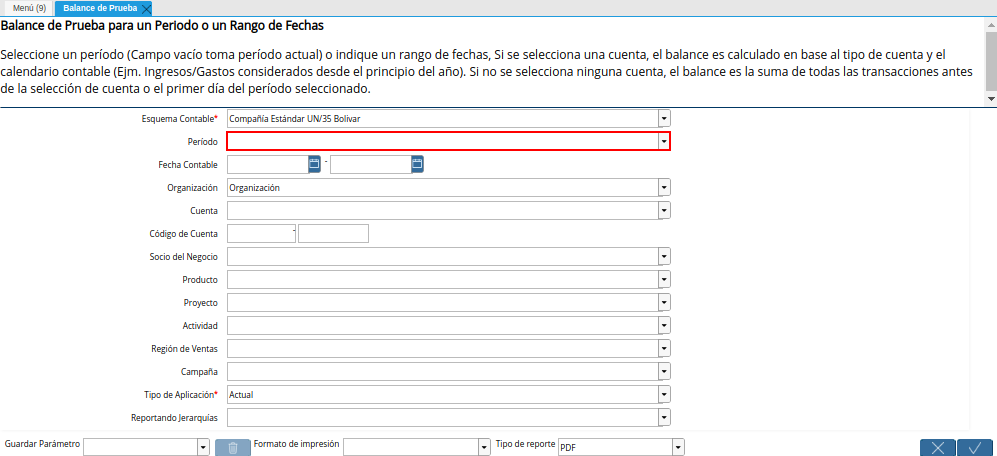 Menú (9) Balance de Prueba
Balance de Prueba para un Periodo o un Rango de Fechas
Seleccione un período (Campo vacío toma período actual) o indique un rango de fechas, Si se selecciona una cuenta, el balance es calculado en base al tipo de cuenta y el
calendario contable (Ejm. Ingresos/Gastos considerados desde el principio del año). Si no se selecciona ninguna cuenta, el balance es la suma de todas las transacciones antes
de la selección de cuenta o el primer día del período seleccionado.
Esquema Contable* Compañía Estándar UN/35 Bolivar
Período
Fecha Contable -
Organización Organización
Cuenta
Código de Cuenta -
Socio del Negocio
Producto
Proyecto
Actividad
Región de Ventas
Campaña
Tipo de Aplicación* Actual
Reportando Jerarquías
Guardar Parámetro Formato de impresión Tipo de reporte PDF